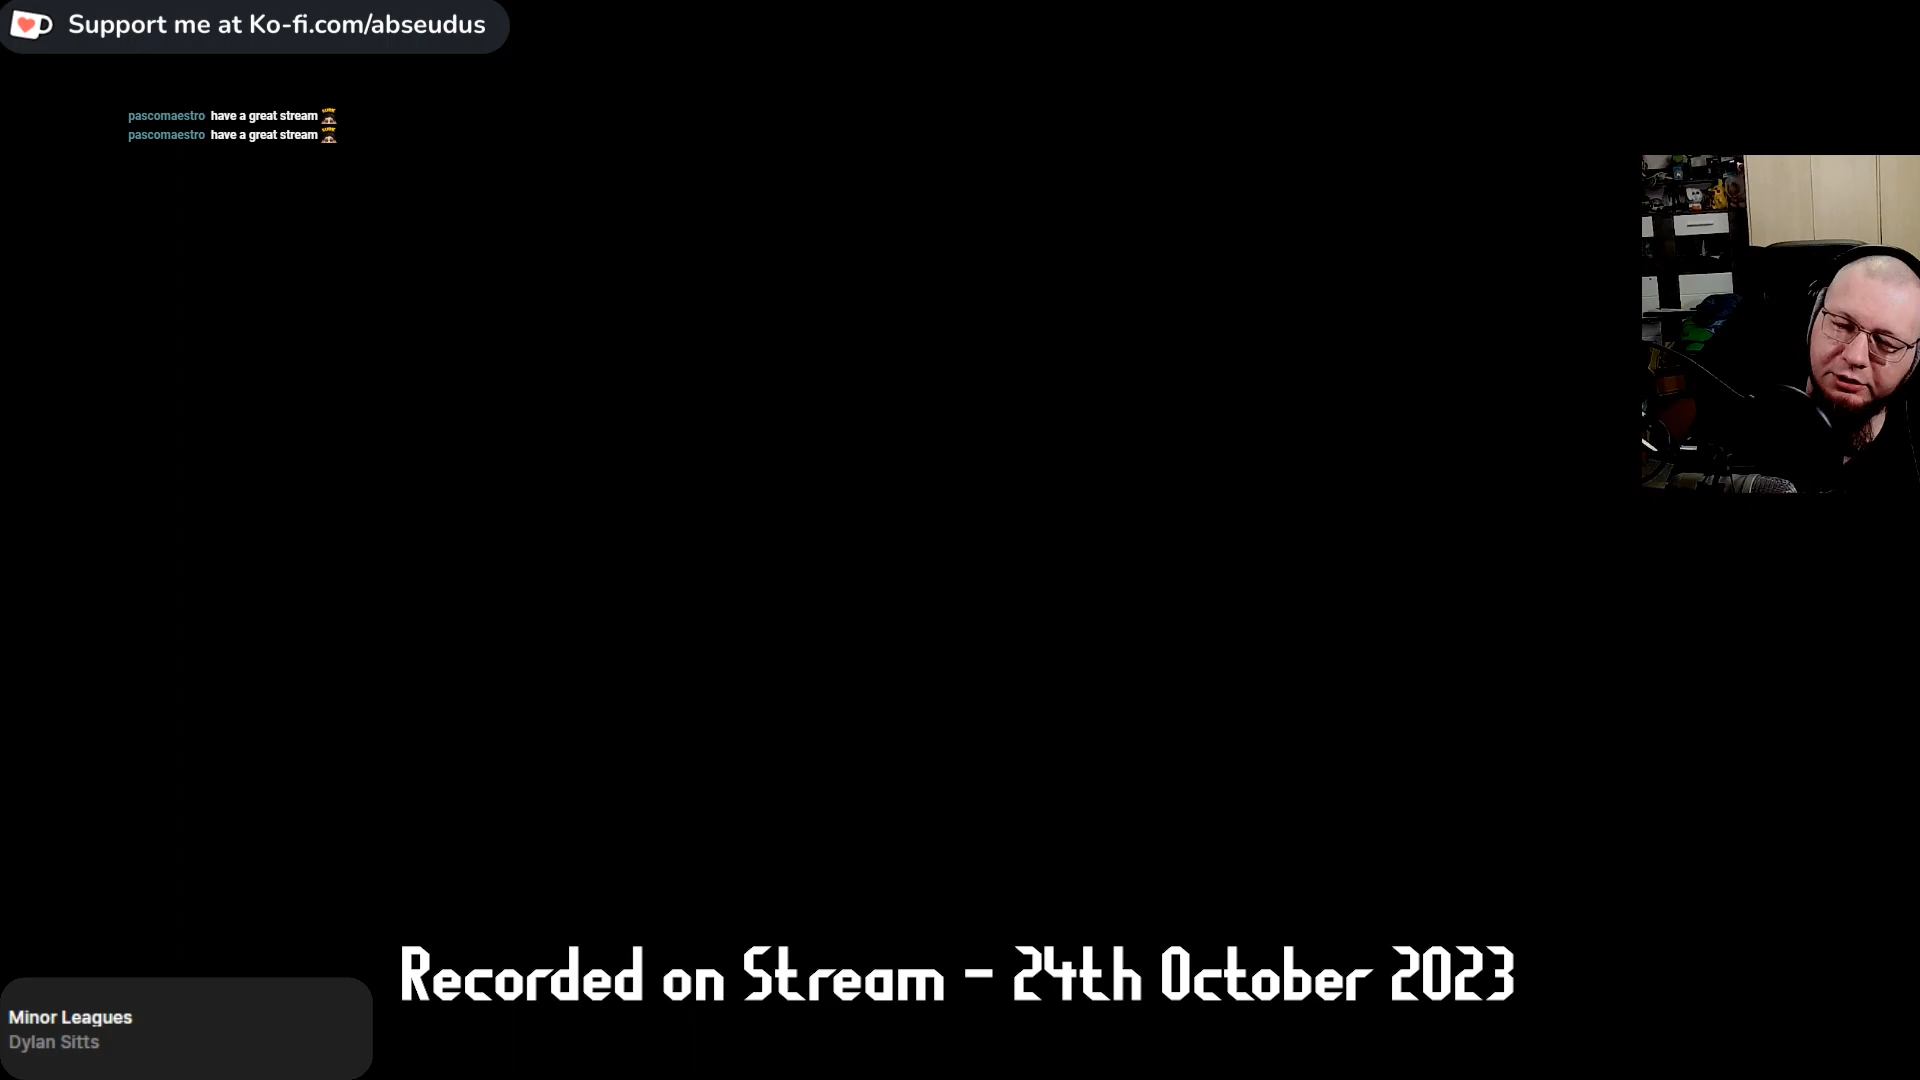 Support me at Ko-fi.com/abseudus
pascomaestro have a great stream
pascomaestro have a great stream
Recorded on Stream - 24th October 2023
Minor Leagues
Dylan Sitts